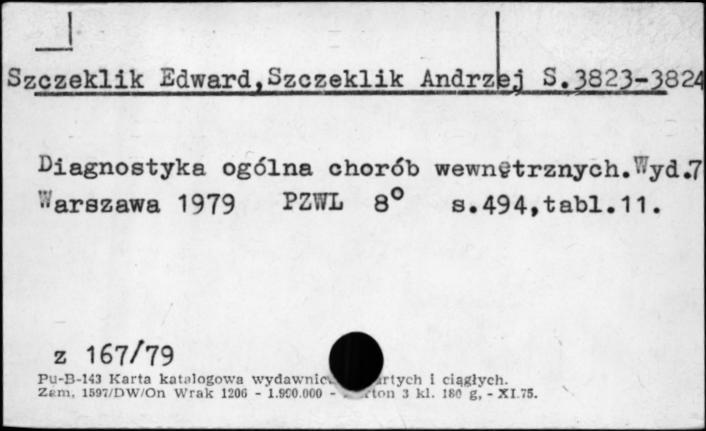 Szczeklik Edward,Szczeklik Andrzej S.3823-3824
Diagnostyka ogólna chorób wewnętrznych.Wyd.7
Warszawa 1979 PZWL 8° s.494,tabl.11.
z 167/79
Pu-B-143 Karta katalogowa i ciągłych.
Zam. 1597/DW/On Wrak 1206 - 1.900.000 - 3 kl. 180 g, - XI.75.